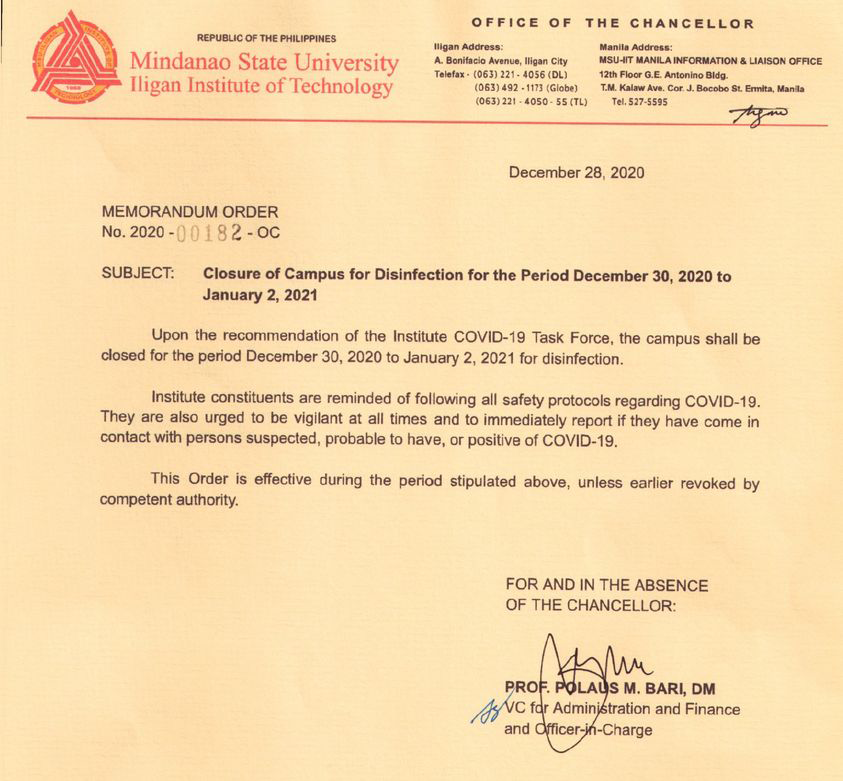 REPUBLIC OF THE PHILIPPINES
Mindanao State University
Iligan Institute of Technology
OFFICE OF THE CHANCELLOR
Iligan Address:
A. Bonifacio Avenue, Iligan City
Telefax - (063) 221 - 4056 (DL)
(063) 492 - 1173 (Globe)
(063) 221 - 4050 - 55 (TL)
Manila Address:
MSU-IIT MANILA INFORMATION & LIAISON OFFICE
12th Floor G.E. Antonino Bldg.
T.M. Kalaw Ave. Cor. J. Bocobo St. Ermita, Manila
Tel. 527-5595
December 28, 2020
MEMORANDUM ORDER
No. 2020 -00182 - OC
SUBJECT: Closure of Campus for Disinfection for the Period December 30, 2020 to
January 2, 2021
Upon the recommendation of the Institute COVID-19 Task Force, the campus shall be
closed for the period December 30, 2020 to January 2, 2021 for disinfection.
Institute constituents are reminded of following all safety protocols regarding COVID-19.
They are also urged to be vigilant at all times and to immediately report if they have come in
contact with persons suspected, probable to have, or positive of COVID-19.
This Order is effective during the period stipulated above, unless earlier revoked by
competent authority.
FOR AND IN THE ABSENCE
OF THE CHANCELLOR:
PROF. POLAUS M. BARI, DM
VC for Administration and Finance
and Officer-in-Charge